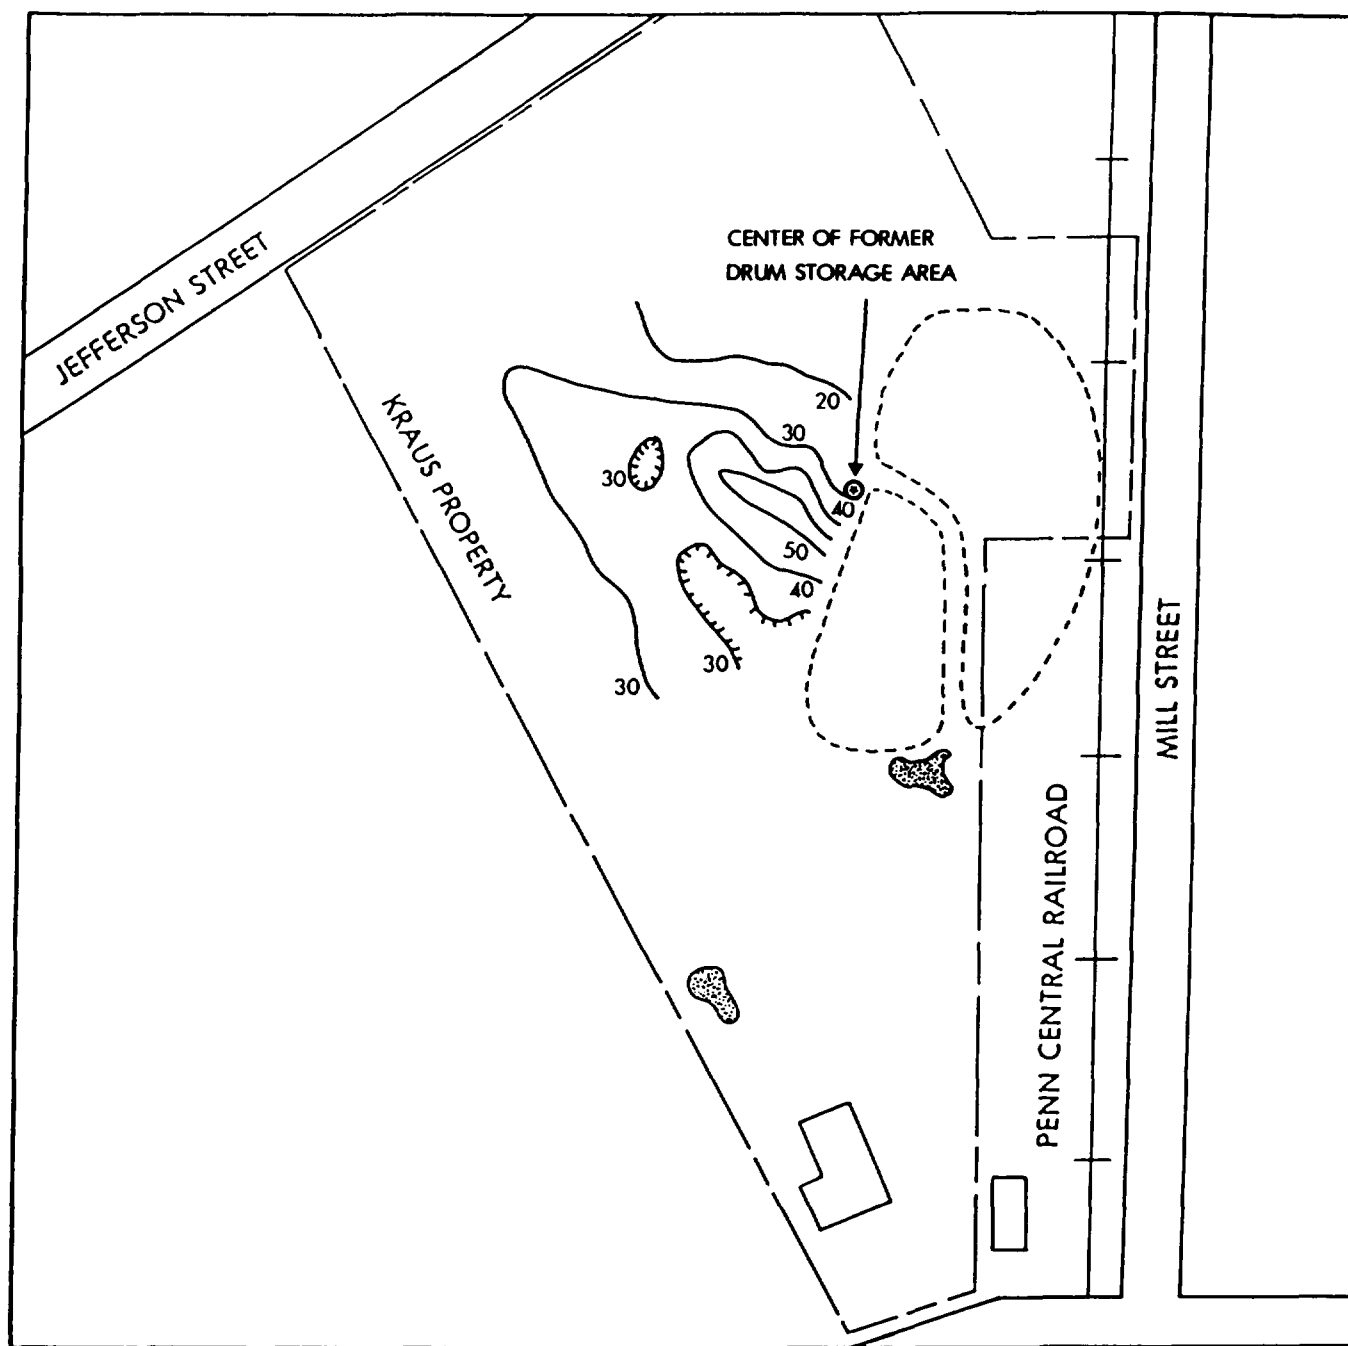 CENTER OF FORMER
DRUM STORAGE AREA
JEFFERSON STREET
KRAUS PROPERTY
20
30
30
40
50
40
30
30
MILL STREET
PENN CENTRAL RAILROAD